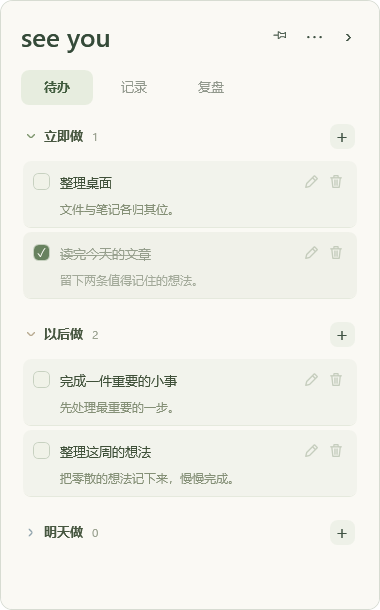 see you
待办 记录 复盘
立即做 1
整理桌面
文件与笔记各归其位。
读完今天的文章
留下两条值得记住的想法。
以后做 2
完成一件重要的小事
先处理最重要的一步。
整理这周的想法
把零散的想法记下来，慢慢完成。
明天做 0